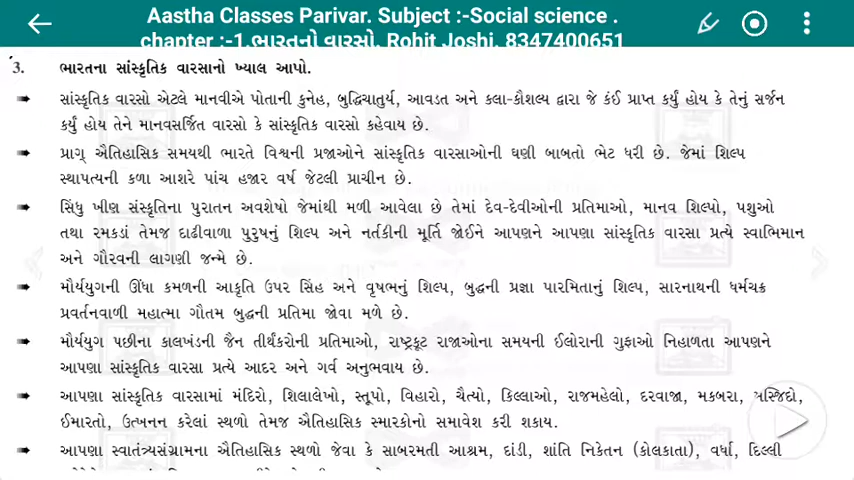 Aastha Classes Parivar. Subject :-Social science .
chapter :-1.ભારતનો વારસો. Rohit Joshi. 8347400651
3. ભારતના સાંસ્કૃતિક વારસાનો ખ્યાલ આપો.
➡ સાંસ્કૃતિક વારસો એટલે માનવીએ પોતાની કુનેહ, બુદ્ધિચાતુર્ય, આવડત અને કલા-કૌશલ્ય દ્વારા જે કંઈ પ્રાપ્ત કર્યું હોય કે તેનું સર્જન
કર્યું હોય તેને માનવસર્જિત વારસો કે સાંસ્કૃતિક વારસો કહેવાય છે.
➡ પ્રાગ્ ઐતિહાસિક સમયથી ભારતે વિશ્વની પ્રજાઓને સાંસ્કૃતિક વારસાઓની ઘણી બાબતો ભેટ ધરી છે. જેમાં શિલ્પ
સ્થાપત્યની કળા આશરે પાંચ હજાર વર્ષ જેટલી પ્રાચીન છે.
➡ સિંધુ ખીણ સંસ્કૃતિના પુરાતન અવશેષો જેમાંથી મળી આવેલા છે તેમાં દેવ-દેવીઓની પ્રતિમાઓ, માનવ શિલ્પો, પશુઓ
તથા રમકડાં તેમજ દાઢીવાળા પુરુષનું શિલ્પ અને નર્તકીની મૂર્તિ જોઈને આપણને આપણા સાંસ્કૃતિક વારસા પ્રત્યે સ્વાભિમાન
અને ગૌરવની લાગણી જન્મે છે.
➡ મૌર્યયુગની ઊંધા કમળની આકૃતિ ઉપર સિંહ અને વૃષભનું શિલ્પ, બુદ્ધની પ્રજ્ઞા પારમિતાનું શિલ્પ, સારનાથની ધર્મચક્ર
પ્રવર્તનવાળી મહાત્મા ગૌતમ બુદ્ધની પ્રતિમા જોવા મળે છે.
➡ મૌર્યયુગ પછીના કાલખંડની જૈન તીર્થંકરોની પ્રતિમાઓ, રાષ્ટ્રકૂટ રાજાઓના સમયની ઈલોરાની ગુફાઓ નિહાળતા આપણને
આપણા સાંસ્કૃતિક વારસા પ્રત્યે આદર અને ગર્વ અનુભવાય છે.
➡ આપણા સાંસ્કૃતિક વારસામાં મંદિરો, શિલાલેખો, સ્તૂપો, વિહારો, ચૈત્યો, કિલ્લાઓ, રાજમહેલો, દરવાજા, મકબરા, મસ્જિદો,
ઈમારતો, ઉત્ખનન કરેલાં સ્થળો તેમજ ઐતિહાસિક સ્મારકોનો સમાવેશ કરી શકાય.
➡ આપણા સ્વાતંત્ર્યસંગ્રામના ઐતિહાસિક સ્થળો જેવા કે સાબરમતી આશ્રમ, દાંડી, શાંતિ નિકેતન (કોલકાતા), વર્ધા, દિલ્લી